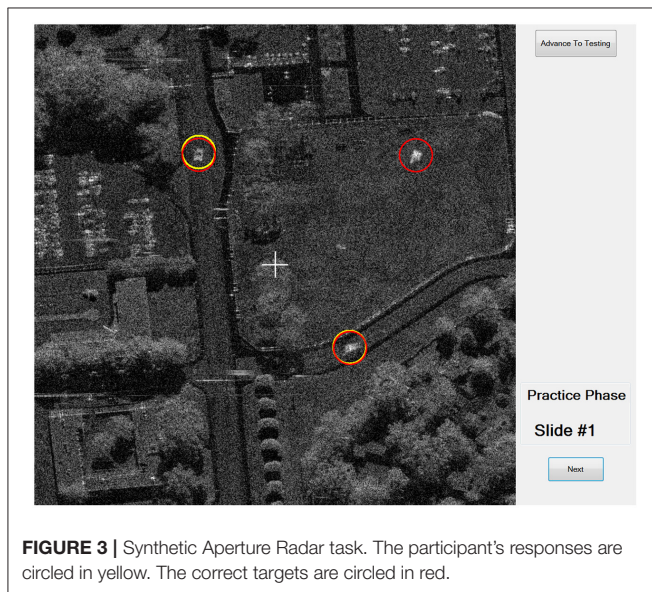 Advance To Testing
Practice Phase
Slide #1
Next
FIGURE 3 | Synthetic Aperture Radar task. The participant's responses are
circled in yellow. The correct targets are circled in red.